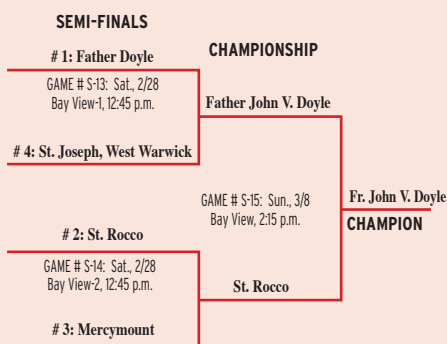 SEMI-FINALS
# 1: Father Doyle
CHAMPIONSHIP
GAME # S-13: Sat., 2/28
Bay View-1, 12:45 p.m.
Father John V. Doyle
# 4: St. Joseph, West Warwick
GAME # S-15: Sun., 3/8
Bay View, 2:15 p.m.
Fr. John V. Doyle
CHAMPION
# 2: St. Rocco
GAME # S-14: Sat., 2/28
Bay View-2, 12:45 p.m.
St. Rocco
# 3: Mercymount